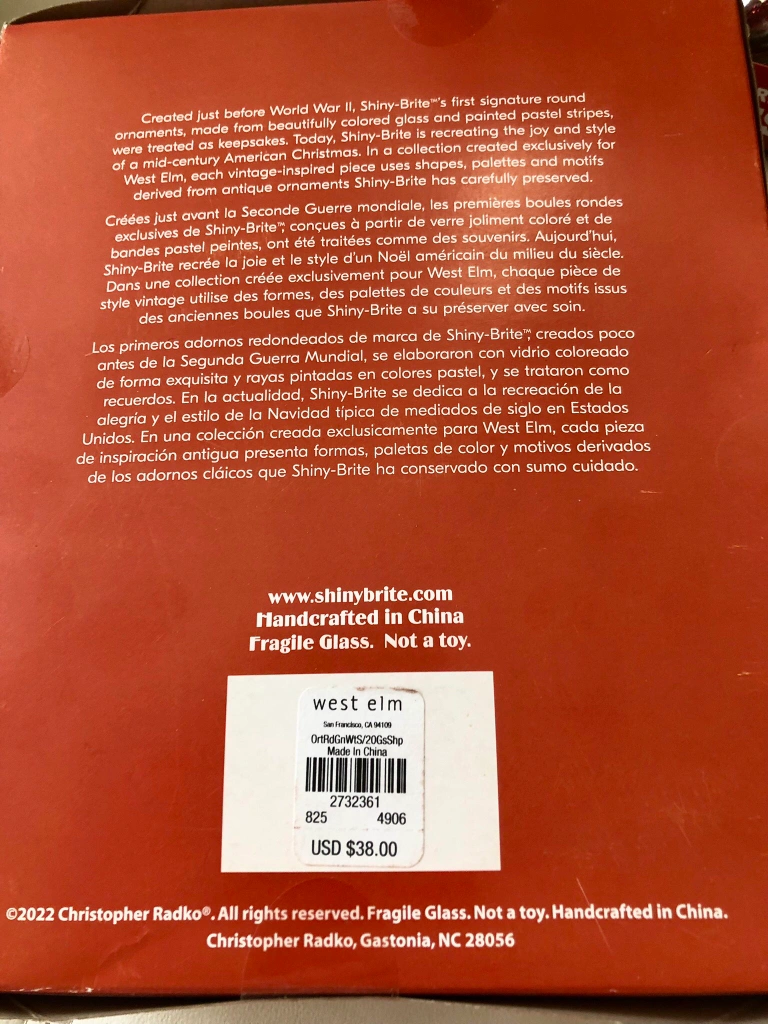 Created just before World War II, Shiny-Brite™'s first signature round
ornaments, made from beautifully colored glass and painted pastel stripes,
were treated as keepsakes. Today, Shiny-Brite is recreating the joy and style
of a mid-century American Christmas. In a collection created exclusively for
West Elm, each vintage-inspired piece uses shapes, palettes and motifs
derived from antique ornaments Shiny-Brite has carefully preserved.
Créées just avant la Seconde Guerre mondiale, les premières boules rondes
exclusives de Shiny-Brite™, conçues à partir de verre joliment coloré et de
bandes pastel peintes, ont été traitées comme des souvenirs. Aujourd'hui,
Shiny-Brite recrée la joie et le style d'un Noël américain du milieu du siècle.
Dans une collection créée exclusivement pour West Elm, chaque pièce de
style vintage utilise des formes, des palettes de couleurs et des motifs issus
des anciennes boules que Shiny-Brite a su préserver avec soin.
Los primeros adornos redondeados de marca de Shiny-Brite™, creados poco
antes de la Segunda Guerra Mundial, se elaboraron con vidrio coloreado
de forma exquisita y rayas pintadas en colores pastel, y se trataron como
recuerdos. En la actualidad, Shiny-Brite se dedica a la recreación de la
alegría y el estilo de la Navidad típica de mediados de siglo en Estados
Unidos. En una colección creada exclusicamente para West Elm, cada pieza
de inspiración antigua presenta formas, paletas de color y motivos derivados
de los adornos cláicos que Shiny-Brite ha conservado con sumo cuidado.
www.shinybrite.com
Handcrafted in China
Fragile Glass. Not a toy.
west elm
San Francisco, CA 94109
OrtRdGnWtS/20GsShp
Made In China
2732361
825 4906
USD $38.00
©2022 Christopher Radko®. All rights reserved. Fragile Glass. Not a toy. Handcrafted in China.
Christopher Radko, Gastonia, NC 28056